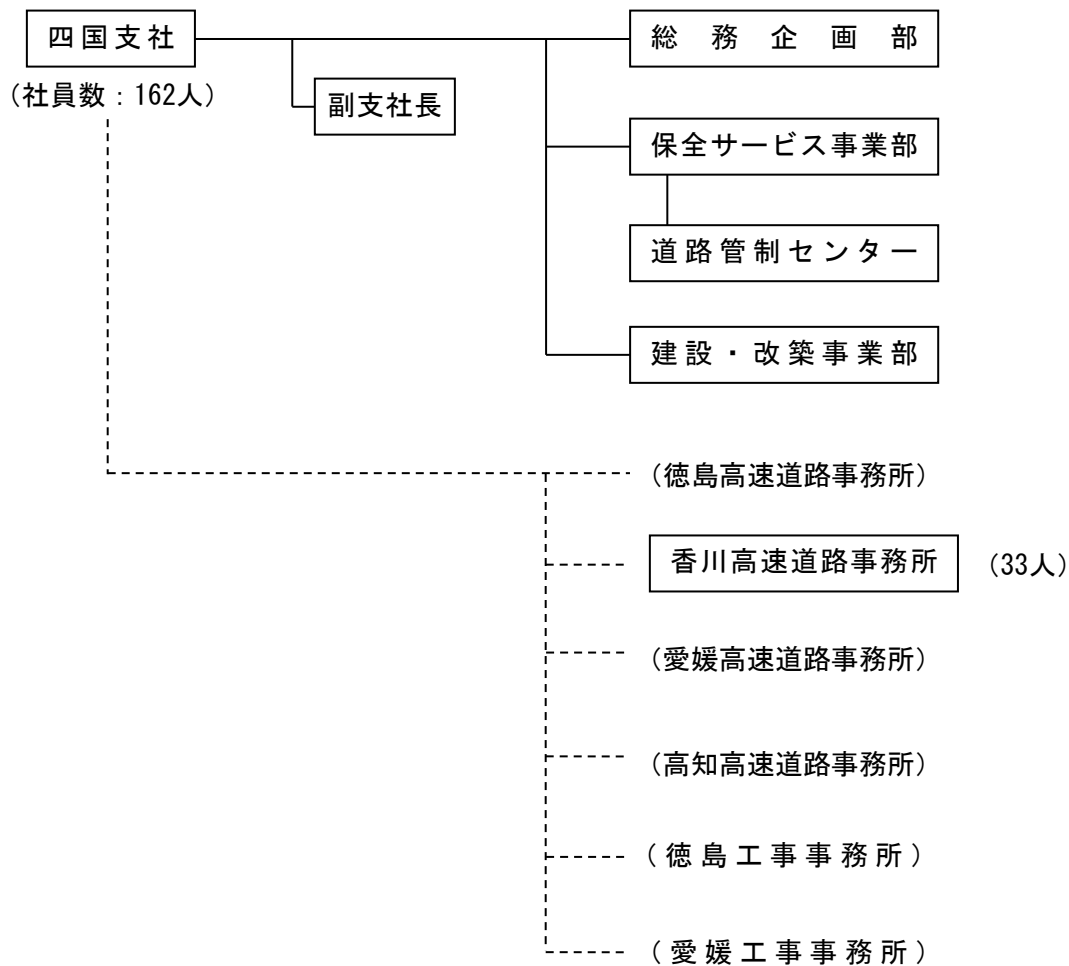 四国支社
総務企画部
（社員数：162人）
副支社長
保全サービス事業部
道路管制センター
建設・改築事業部
（徳島高速道路事務所）
香川高速道路事務所 （33人）
（愛媛高速道路事務所）
（高知高速道路事務所）
（徳島工事事務所）
（愛媛工事事務所）